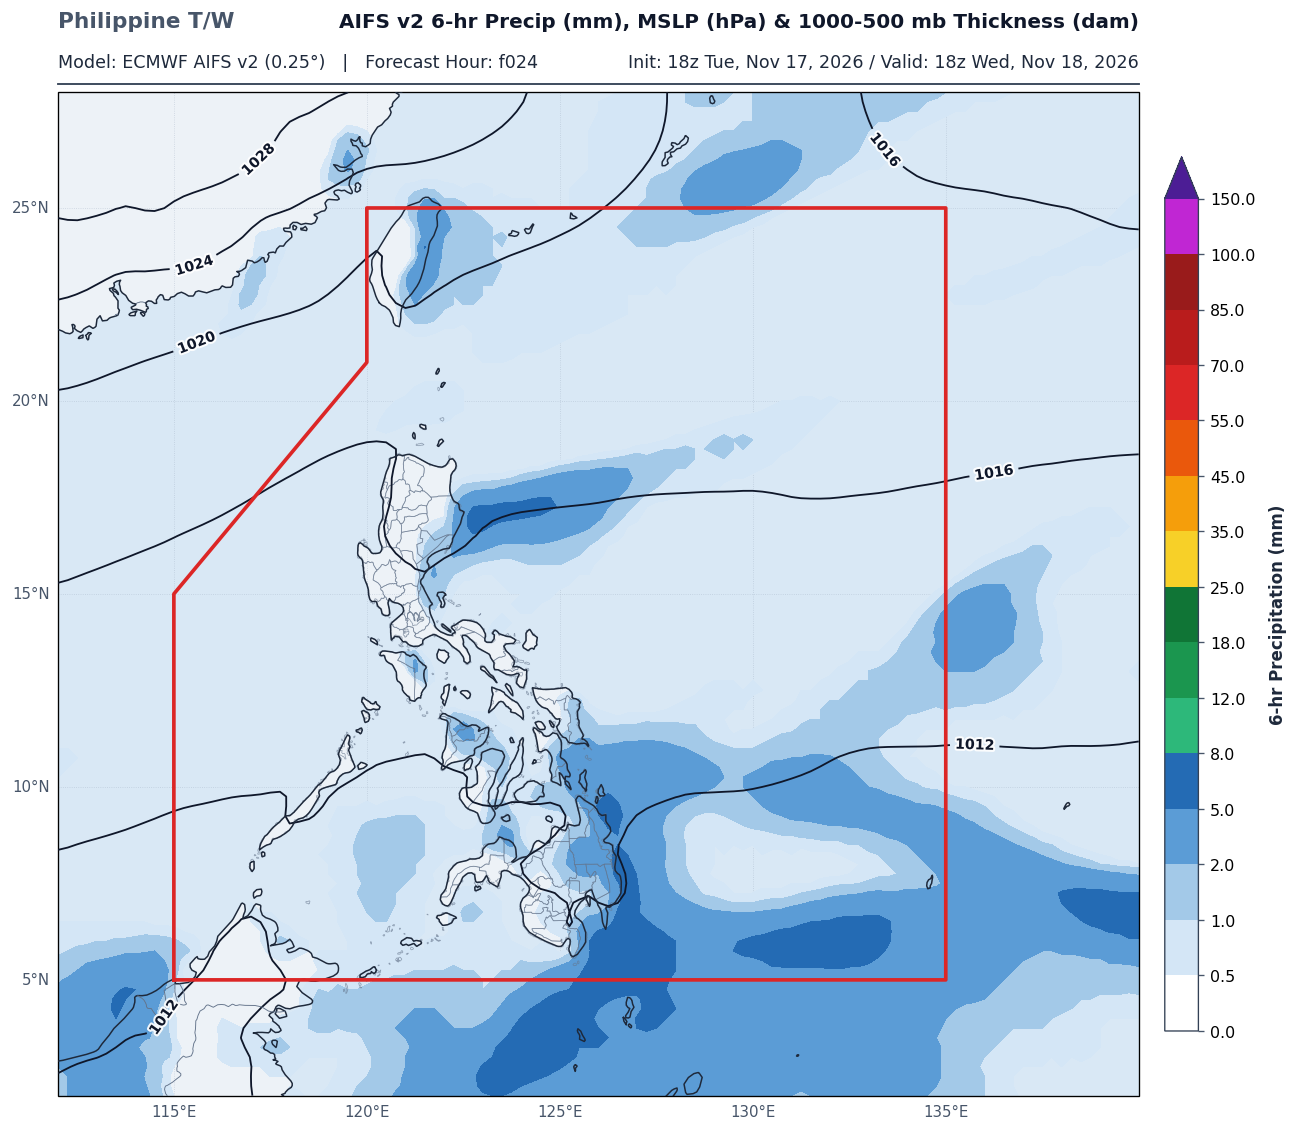 Philippine T/W
AIFS v2 6-hr Precip (mm), MSLP (hPa) & 1000-500 mb Thickness (dam)
Model: ECMWF AIFS v2 (0.25°)   |   Forecast Hour: f024
Init: 18z Tue, Nov 17, 2026 / Valid: 18z Wed, Nov 18, 2026
1028
1016
25°N
1024
1020
20°N
1016
15°N
1012
10°N
5°N
1012
115°E
120°E
125°E
130°E
135°E
150.0
100.0
85.0
70.0
55.0
45.0
35.0
25.0
18.0
12.0
8.0
5.0
2.0
1.0
0.5
0.0
6-hr Precipitation (mm)